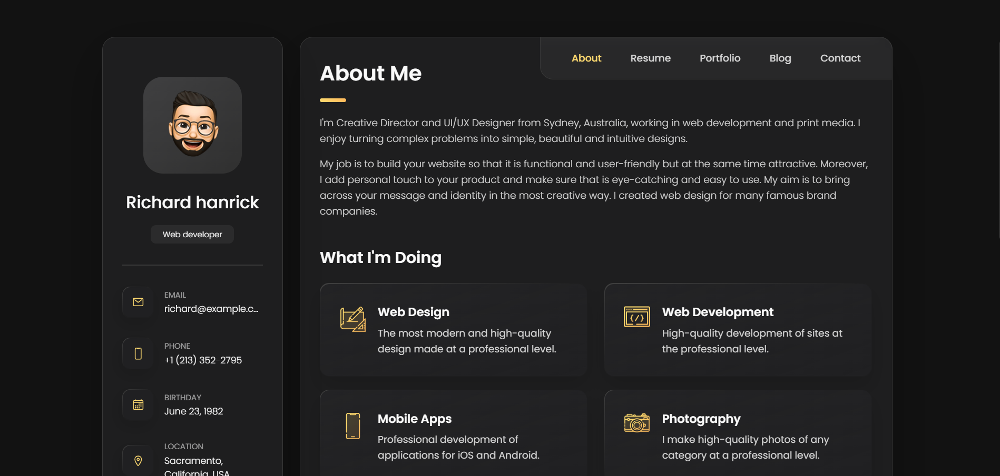 Richard hanrick
Web developer
EMAIL
richard@example.c...
PHONE
+1 (213) 352-2795
BIRTHDAY
June 23, 1982
LOCATION
Sacramento,
California, USA
About
Resume
Portfolio
Blog
Contact
About Me
I'm Creative Director and UI/UX Designer from Sydney, Australia, working in web development and print media. I
enjoy turning complex problems into simple, beautiful and intuitive designs.
My job is to build your website so that it is functional and user-friendly but at the same time attractive. Moreover,
I add personal touch to your product and make sure that is eye-catching and easy to use. My aim is to bring
across your message and identity in the most creative way. I created web design for many famous brand
companies.
What I'm Doing
Web Design
The most modern and high-quality
design made at a professional level.
Web Development
High-quality development of sites at
the professional level.
Mobile Apps
Professional development of
applications for iOS and Android.
Photography
I make high-quality photos of any
category at a professional level.